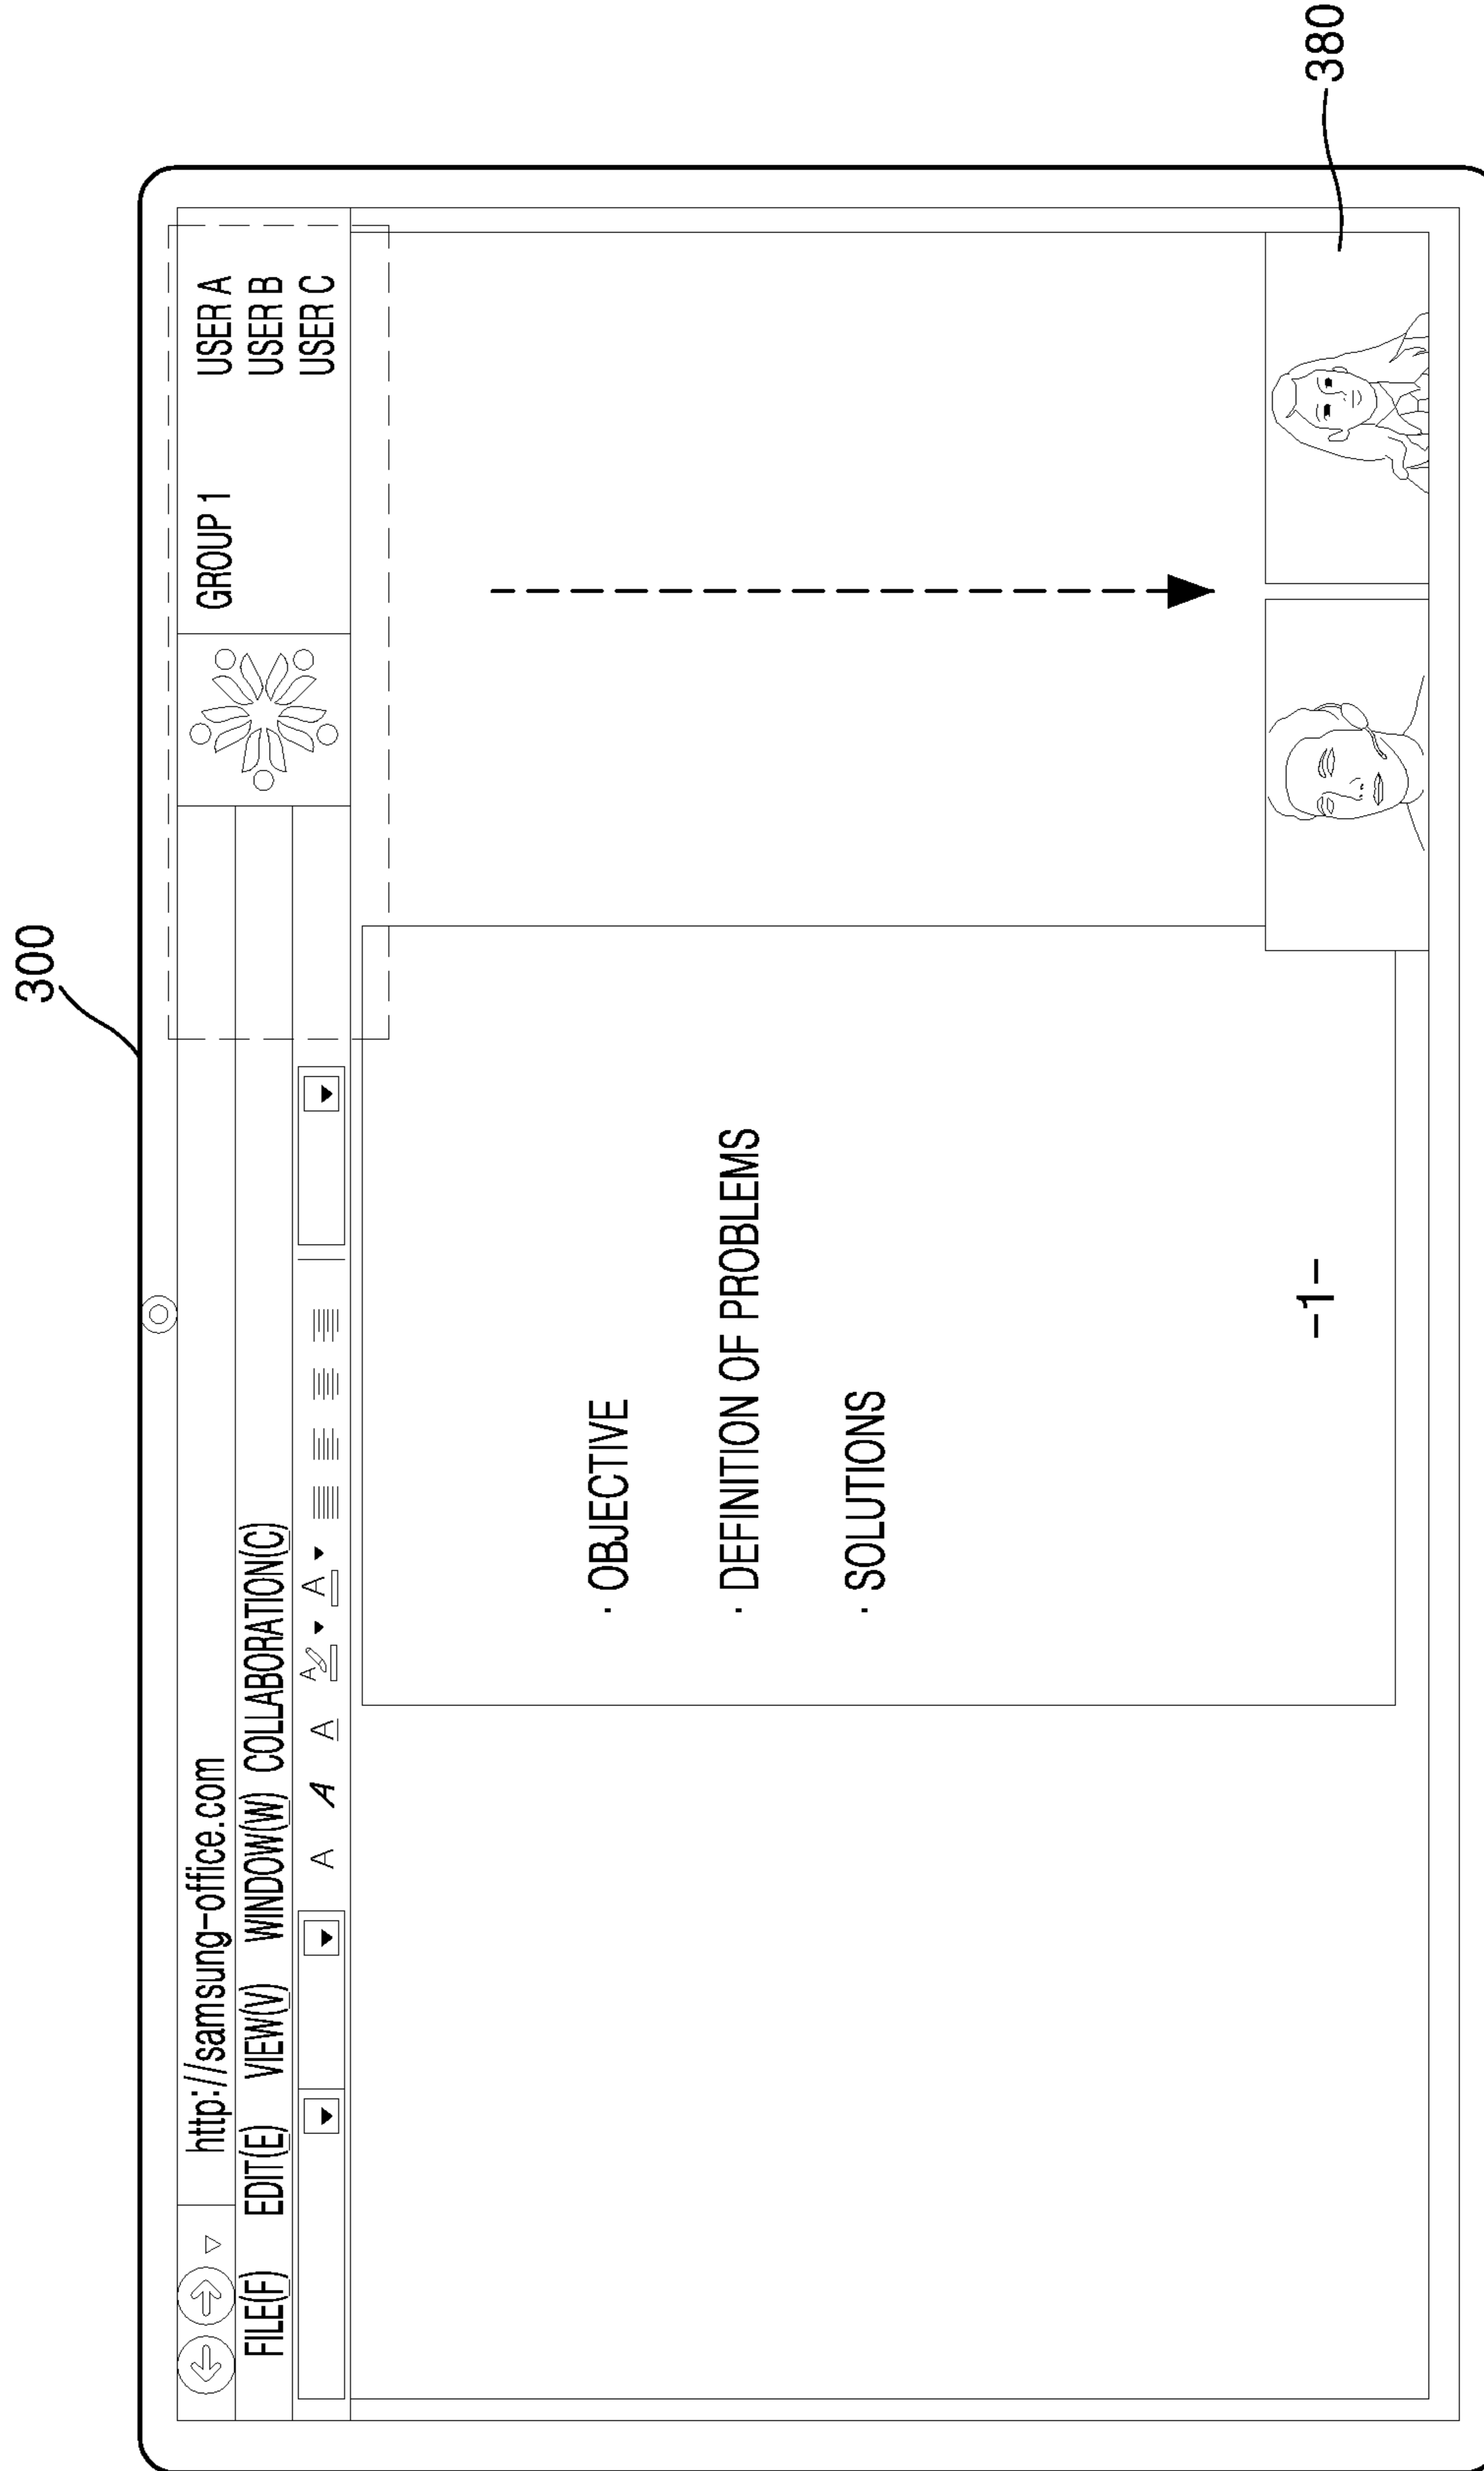 300
http://samsung-office.com
GROUP 1
USER A
USER B
USER C
FILE(F) EDIT(E) VIEW(V) WINDOW(W) COLLABORATION(C)
A A A A A
· OBJECTIVE
· DEFINITION OF PROBLEMS
· SOLUTIONS
-1-
380